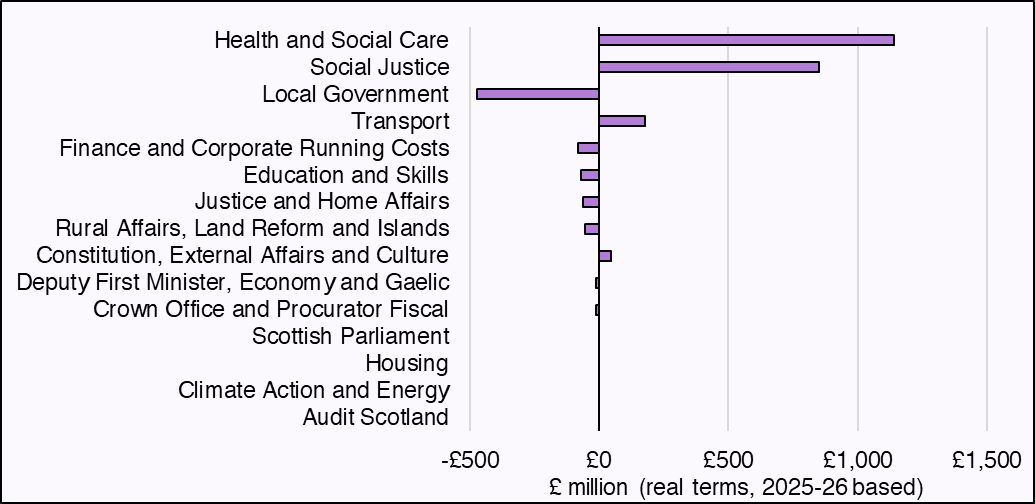 Health and Social Care
Social Justice
Local Government
Transport
Finance and Corporate Running Costs
Education and Skills
Justice and Home Affairs
Rural Affairs, Land Reform and Islands
Constitution, External Affairs and Culture
Deputy First Minister, Economy and Gaelic
Crown Office and Procurator Fiscal
Scottish Parliament
Housing
Climate Action and Energy
Audit Scotland
-£500 £0 £500 £1,000 £1,500
£ million (real terms, 2025-26 based)